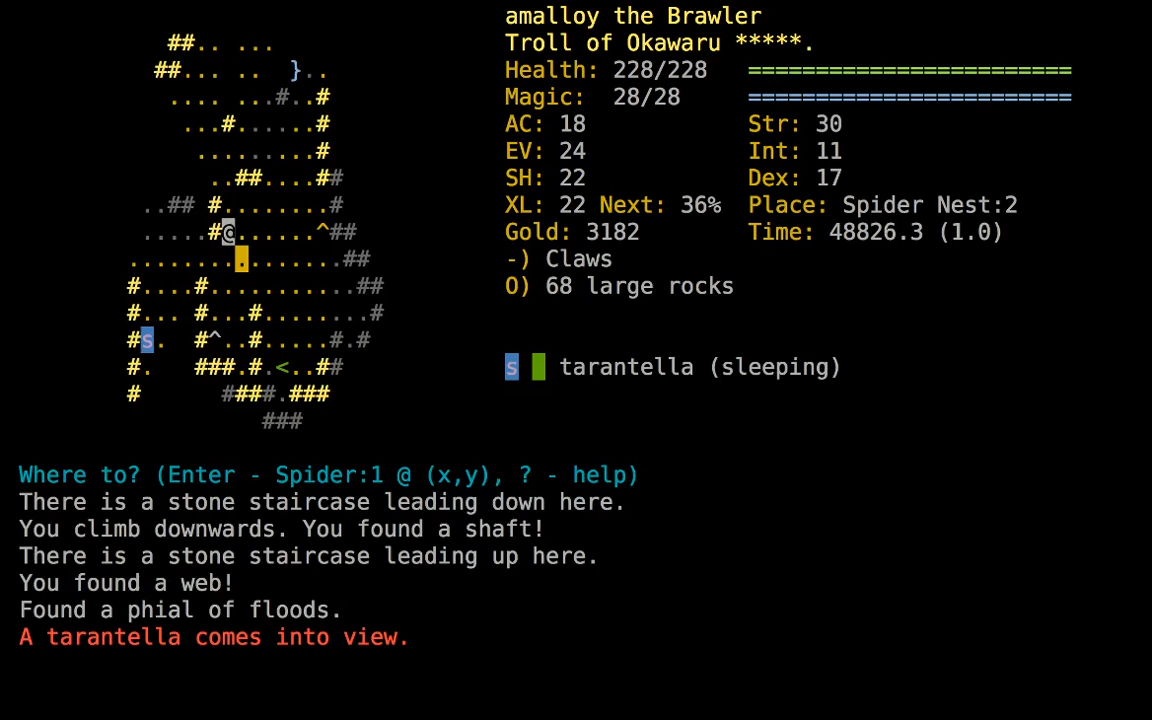 amalloy the Brawler
Troll of Okawaru *****.
Health: 228/228 ========================
Magic:  28/28 ========================
AC: 18 Str: 30
EV: 24 Int: 11
SH: 22 Dex: 17
XL: 22 Next: 36% Place: Spider Nest:2
Gold: 3182 Time: 48826.3 (1.0)
-) Claws
O) 68 large rocks
##.. ...
##... .. }..
.... ...#..#
...#......#
........#
..##....##
..## #........#
.....#@......^##
................##
#....#...........##
#... #...#........#
#s. #^..#.....#.#
#. ###.#.<..##
# ####.###
###
s tarantella (sleeping)
Where to? (Enter - Spider:1 @ (x,y), ? - help)
There is a stone staircase leading down here.
You climb downwards. You found a shaft!
There is a stone staircase leading up here.
You found a web!
Found a phial of floods.
A tarantella comes into view.